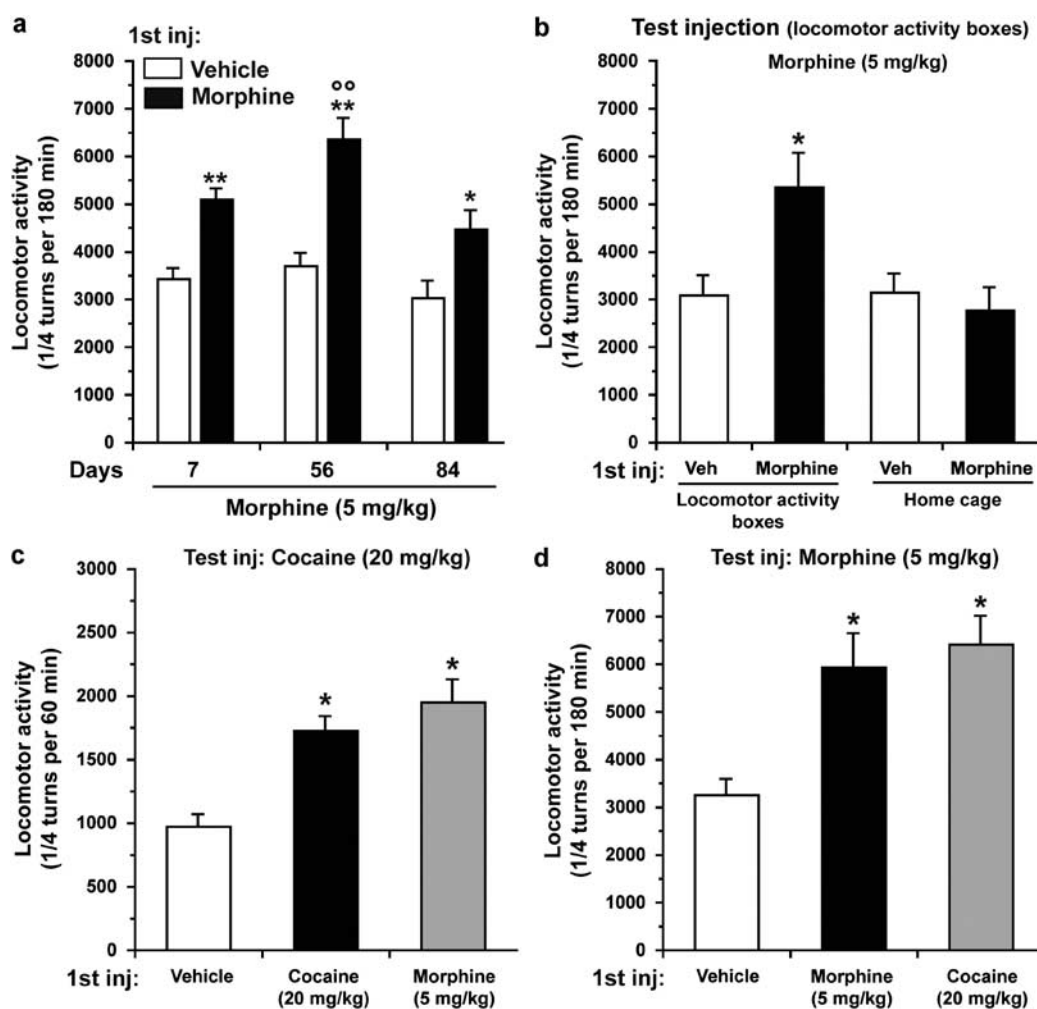 a
1st inj:
Vehicle
Morphine
Locomotor activity
(1/4 turns per 180 min)
8000
7000
6000
5000
4000
3000
2000
1000
0
**
°°
**
*
Days 7 56 84
Morphine (5 mg/kg)
b
Test injection (locomotor activity boxes)
Morphine (5 mg/kg)
Locomotor activity
(1/4 turns per 180 min)
8000
7000
6000
5000
4000
3000
2000
1000
0
*
1st inj: Veh Morphine Veh Morphine
Locomotor activity
boxes
Home cage
c
Test inj: Cocaine (20 mg/kg)
Locomotor activity
(1/4 turns per 60 min)
3000
2500
2000
1500
1000
500
0
*
*
1st inj: Vehicle Cocaine Morphine
(20 mg/kg) (5 mg/kg)
d
Test inj: Morphine (5 mg/kg)
Locomotor activity
(1/4 turns per 180 min)
8000
7000
6000
5000
4000
3000
2000
1000
0
*
*
1st inj: Vehicle Morphine Cocaine
(5 mg/kg) (20 mg/kg)